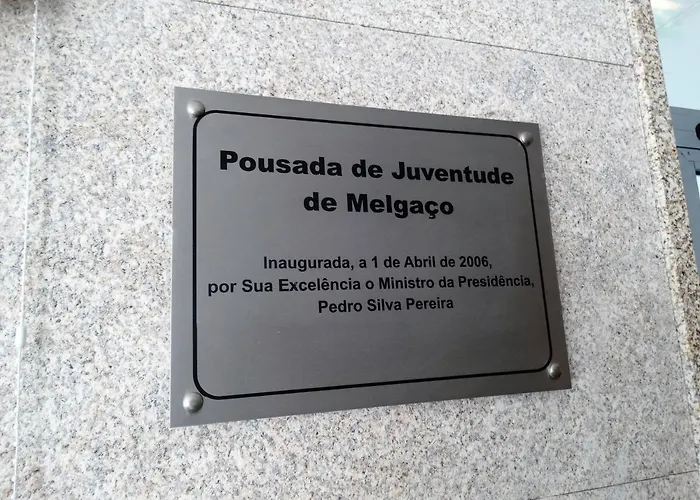 Pousada de Juventude
de Melgaço
Inaugurada, a 1 de Abril de 2006,
por Sua Excelência o Ministro da Presidência,
Pedro Silva Pereira